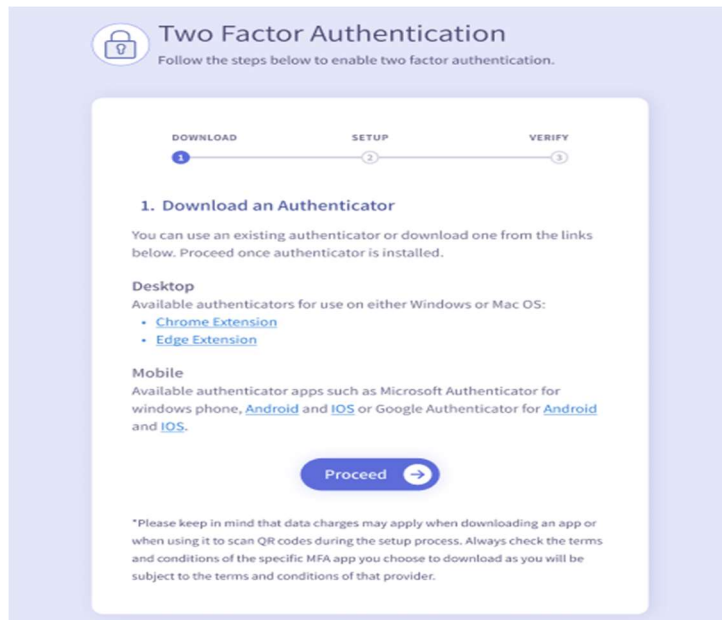 Two Factor Authentication
Follow the steps below to enable two factor authentication.
DOWNLOAD SETUP VERIFY
1 2 3
1. Download an Authenticator
You can use an existing authenticator or download one from the links
below. Proceed once authenticator is installed.
Desktop
Available authenticators for use on either Windows or Mac OS:
• Chrome Extension
• Edge Extension
Mobile
Available authenticator apps such as Microsoft Authenticator for
windows phone, Android and IOS or Google Authenticator for Android
and IOS.
Proceed
*Please keep in mind that data charges may apply when downloading an app or
when using it to scan QR codes during the setup process. Always check the terms
and conditions of the specific MFA app you choose to download as you will be
subject to the terms and conditions of that provider.